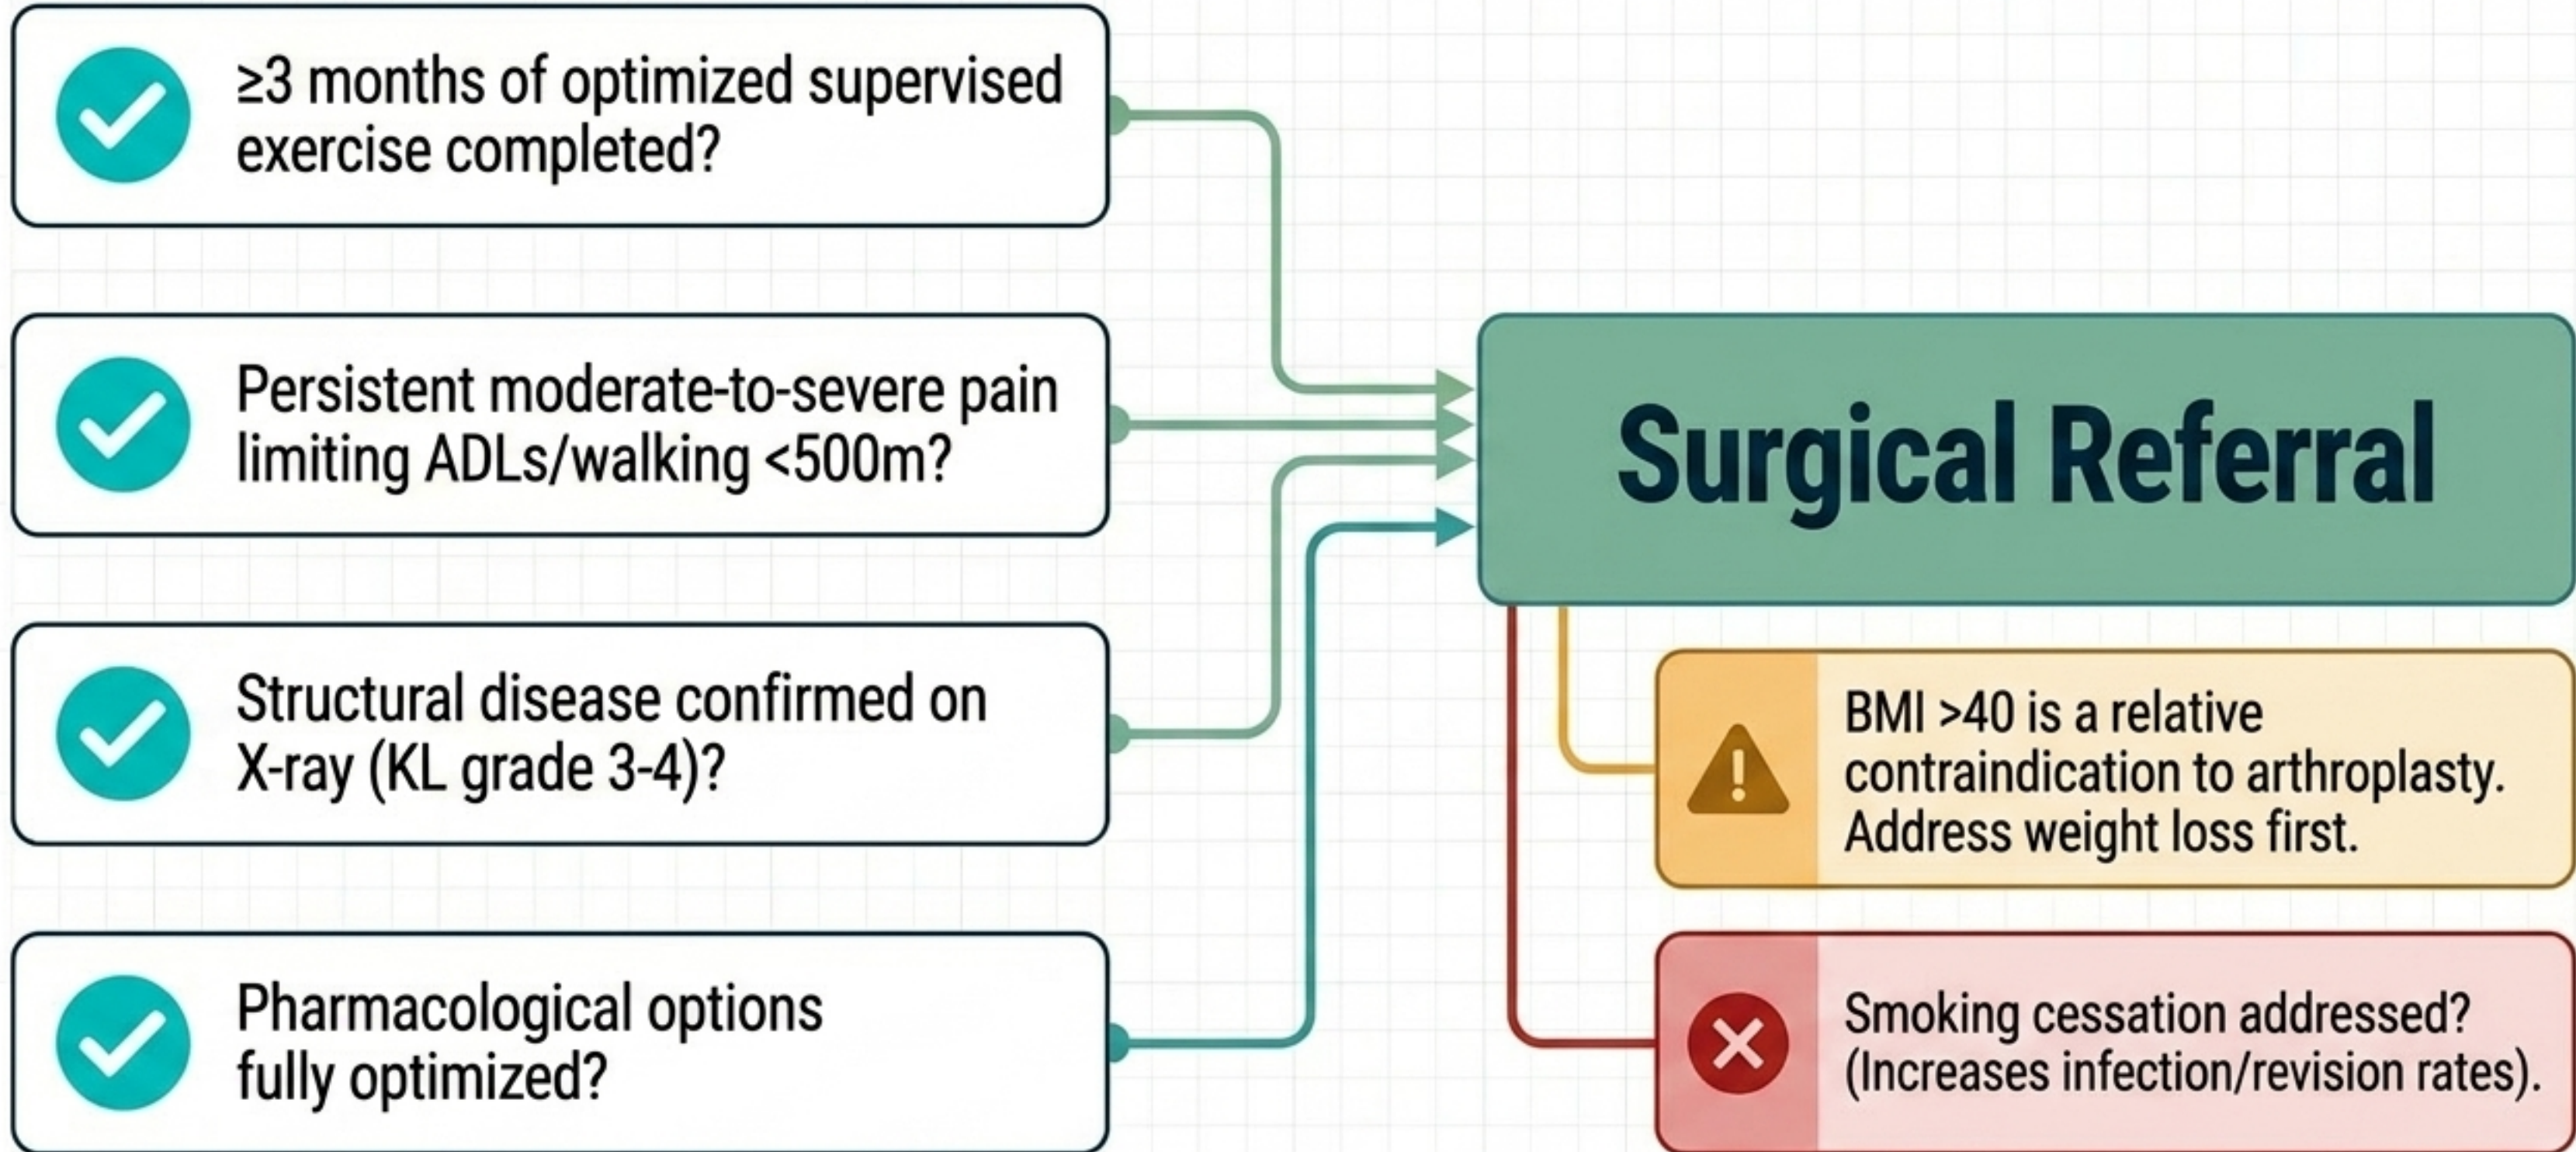 ≥3 months of optimized supervised
exercise completed?
Persistent moderate-to-severe pain
limiting ADLs/walking <500m?
Structural disease confirmed on
X-ray (KL grade 3-4)?
Pharmacological options
fully optimized?
Surgical Referral
BMI >40 is a relative
contraindication to arthroplasty.
Address weight loss first.
Smoking cessation addressed?
(Increases infection/revision rates).